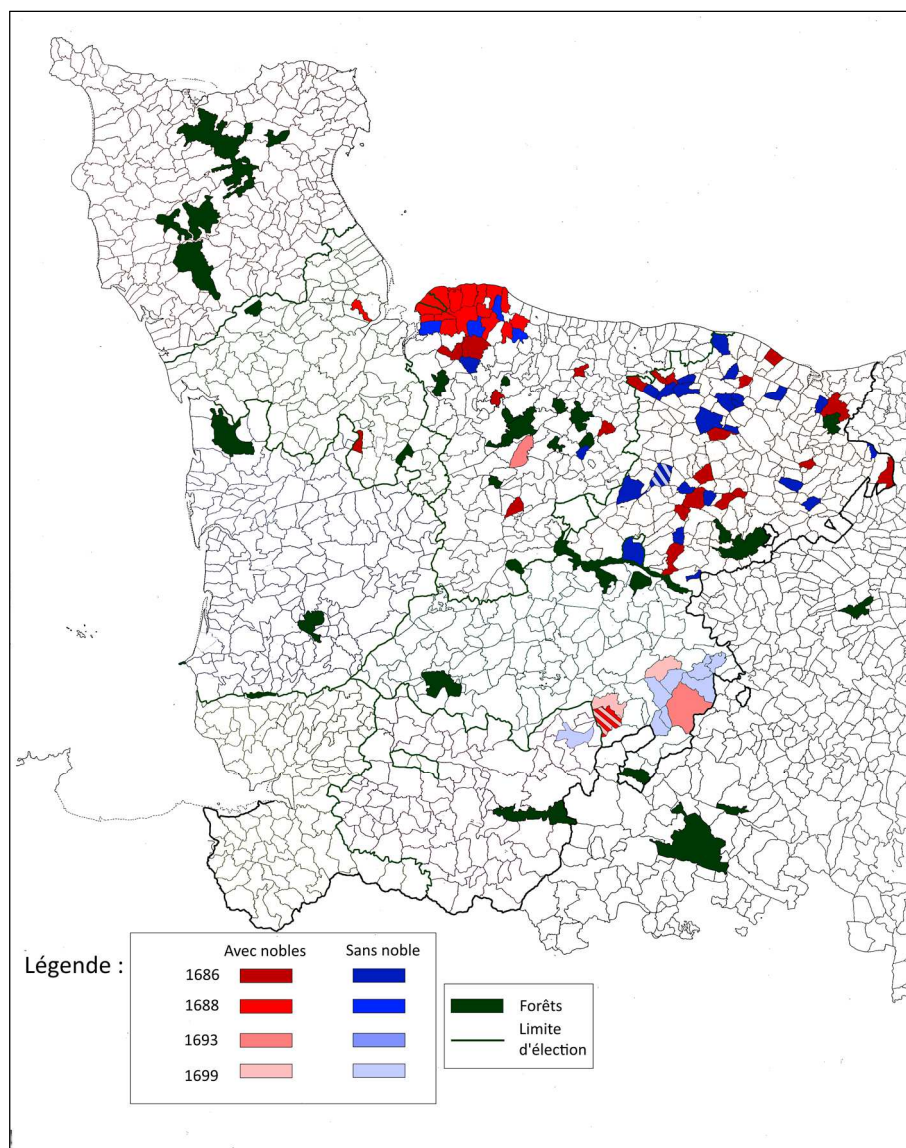 Légende :
Avec nobles Sans noble
1686
1688
1693
1699
Forêts
Limite
d'élection